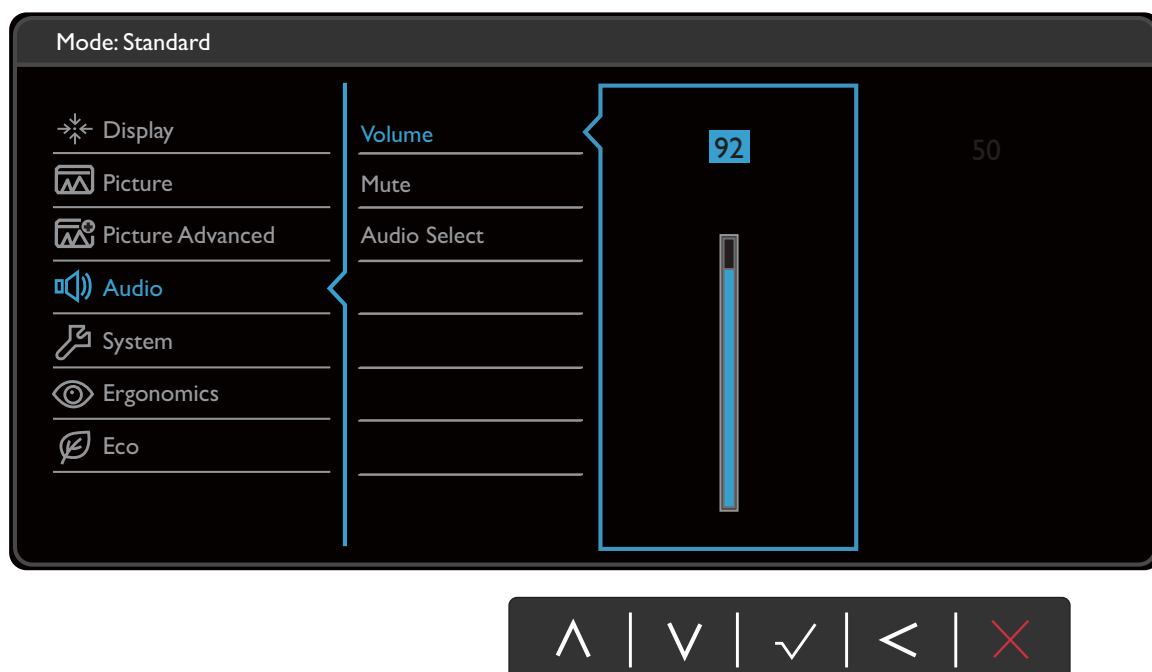 Mode: Standard
Display
Picture
Picture Advanced
Audio
System
Ergonomics
Eco
Volume
Mute
Audio Select
92
50